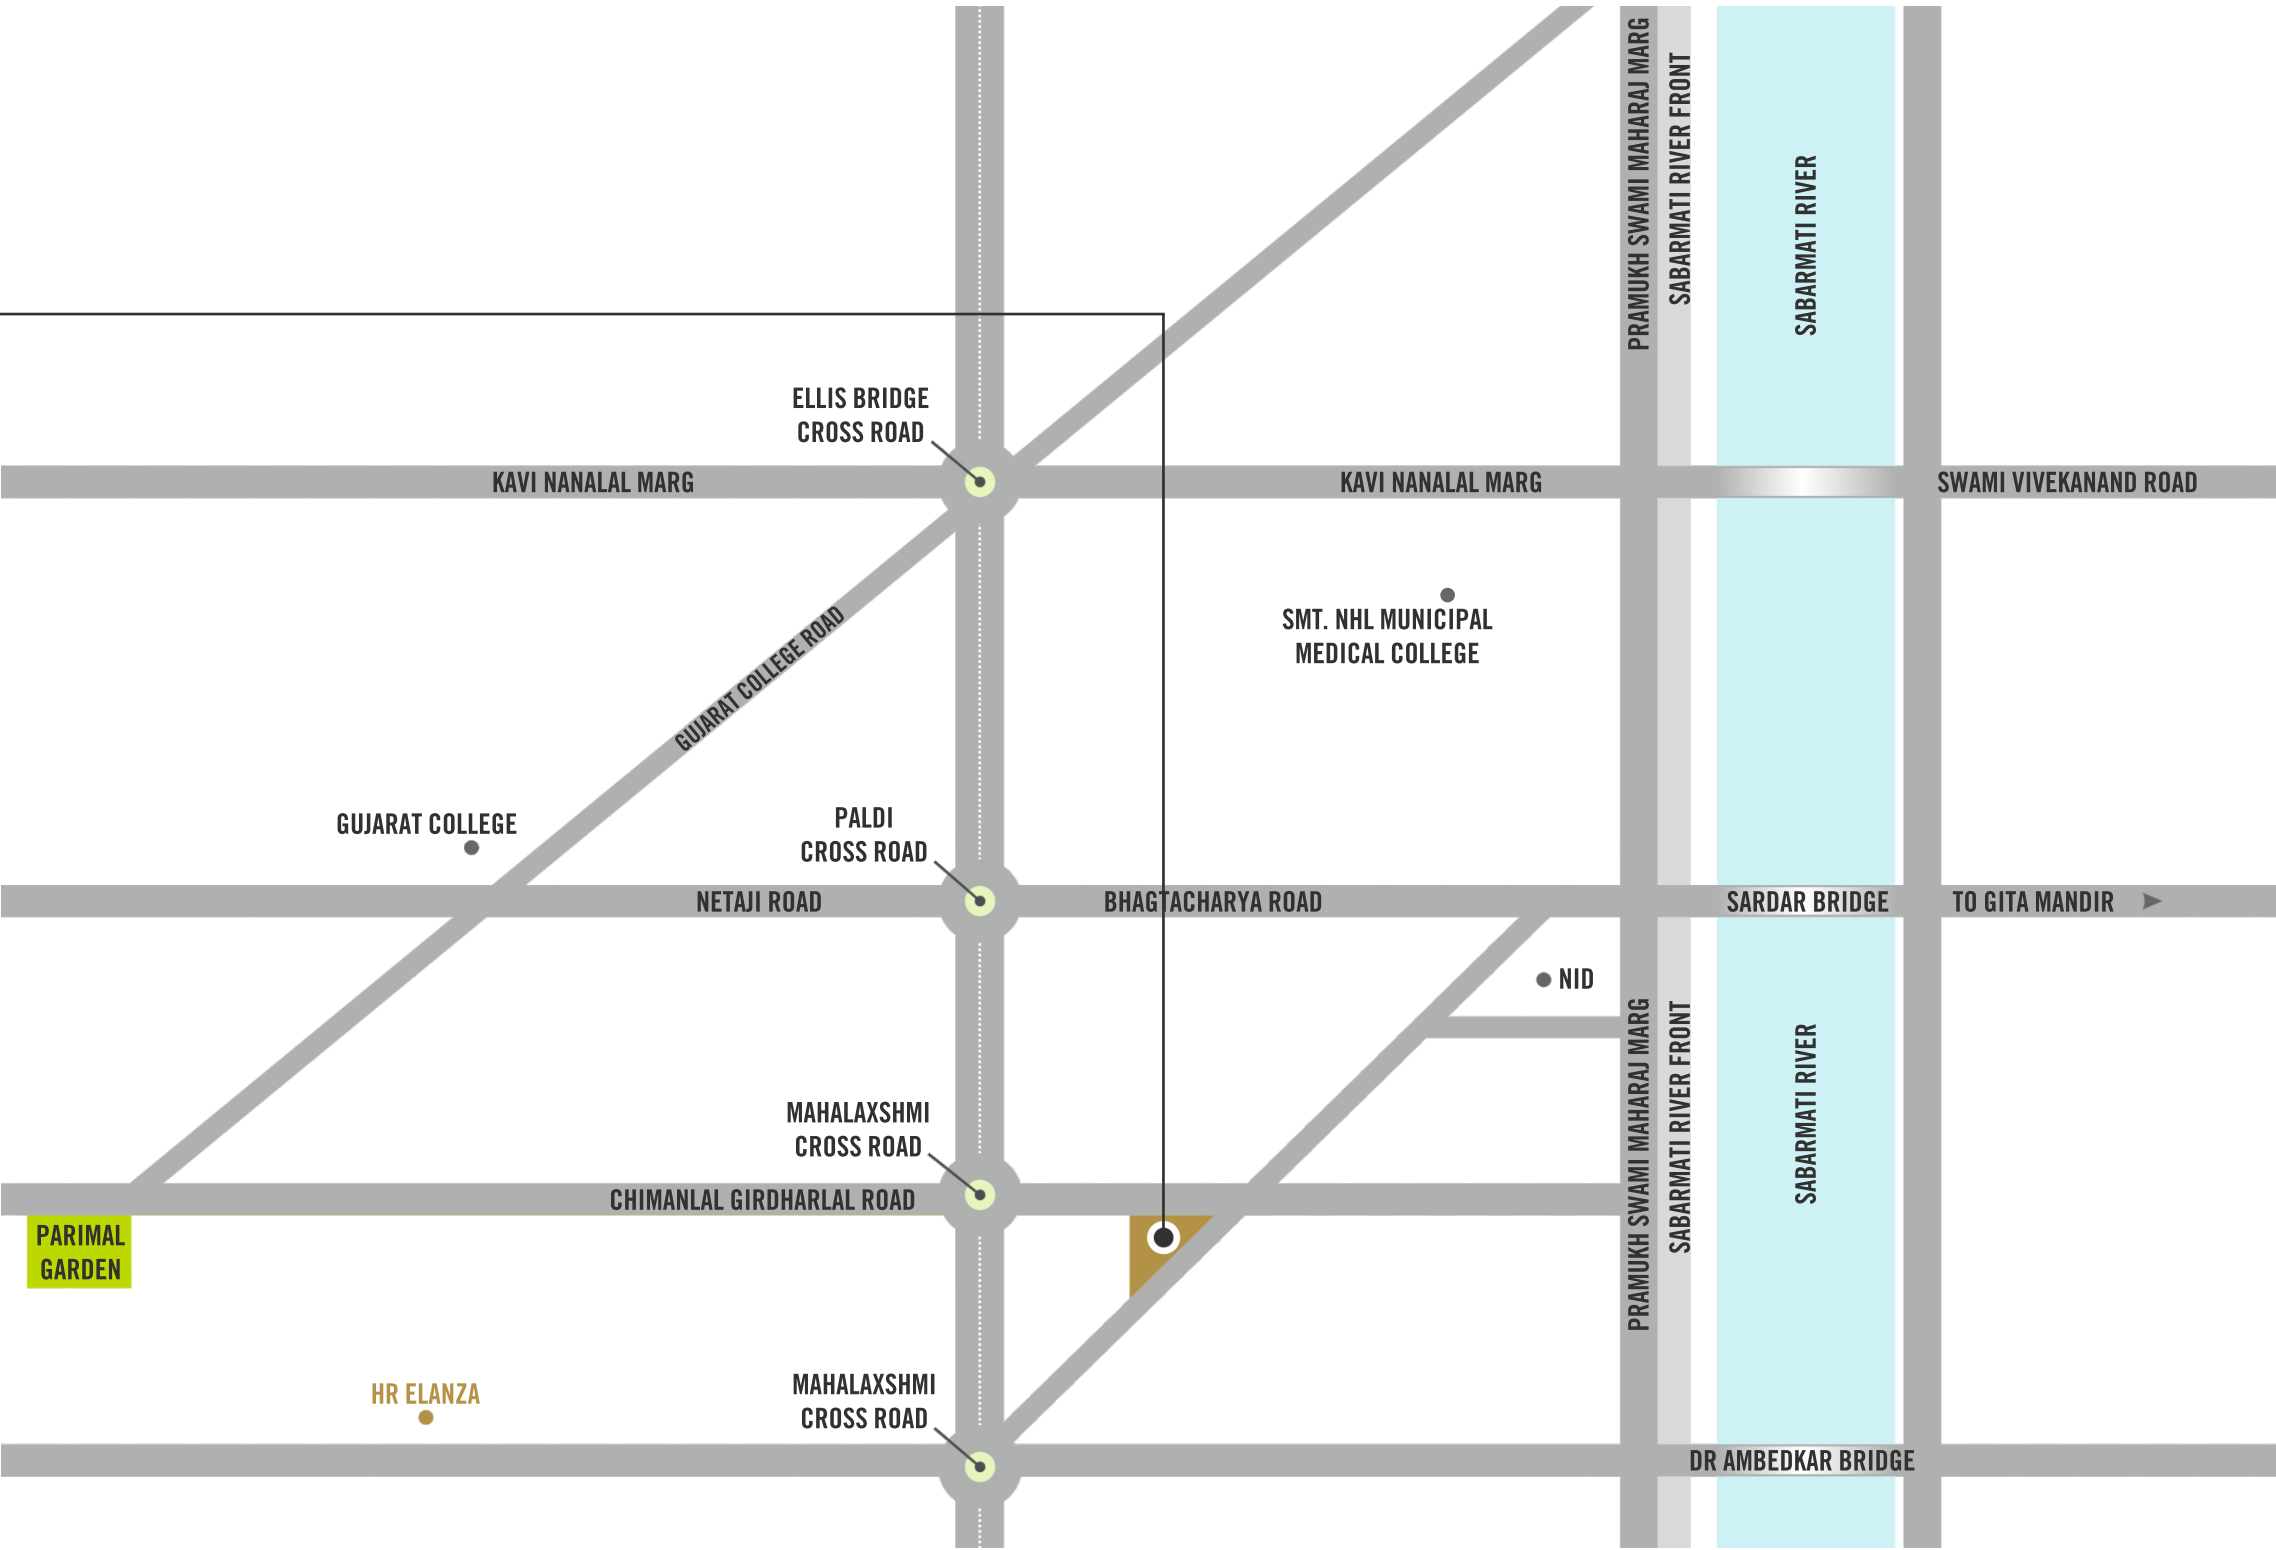 PRAMUKH SWAMI MAHARAJ MARG
SABARMATI RIVER FRONT
SABARMATI RIVER
ELLIS BRIDGE
CROSS ROAD
KAVI NANALAL MARG
KAVI NANALAL MARG
SWAMI VIVEKANAND ROAD
SMT. NHL MUNICIPAL
MEDICAL COLLEGE
GUJARAT COLLEGE ROAD
GUJARAT COLLEGE
PALDI
CROSS ROAD
NETAJI ROAD
BHAGTACHARYA ROAD
SARDAR BRIDGE
TO GITA MANDIR
NID
PRAMUKH SWAMI MAHARAJ MARG
SABARMATI RIVER FRONT
SABARMATI RIVER
MAHALAXSHMI
CROSS ROAD
CHIMANLAL GIRDHARLAL ROAD
PARIMAL
GARDEN
HR ELANZA
MAHALAXSHMI
CROSS ROAD
DR AMBEDKAR BRIDGE